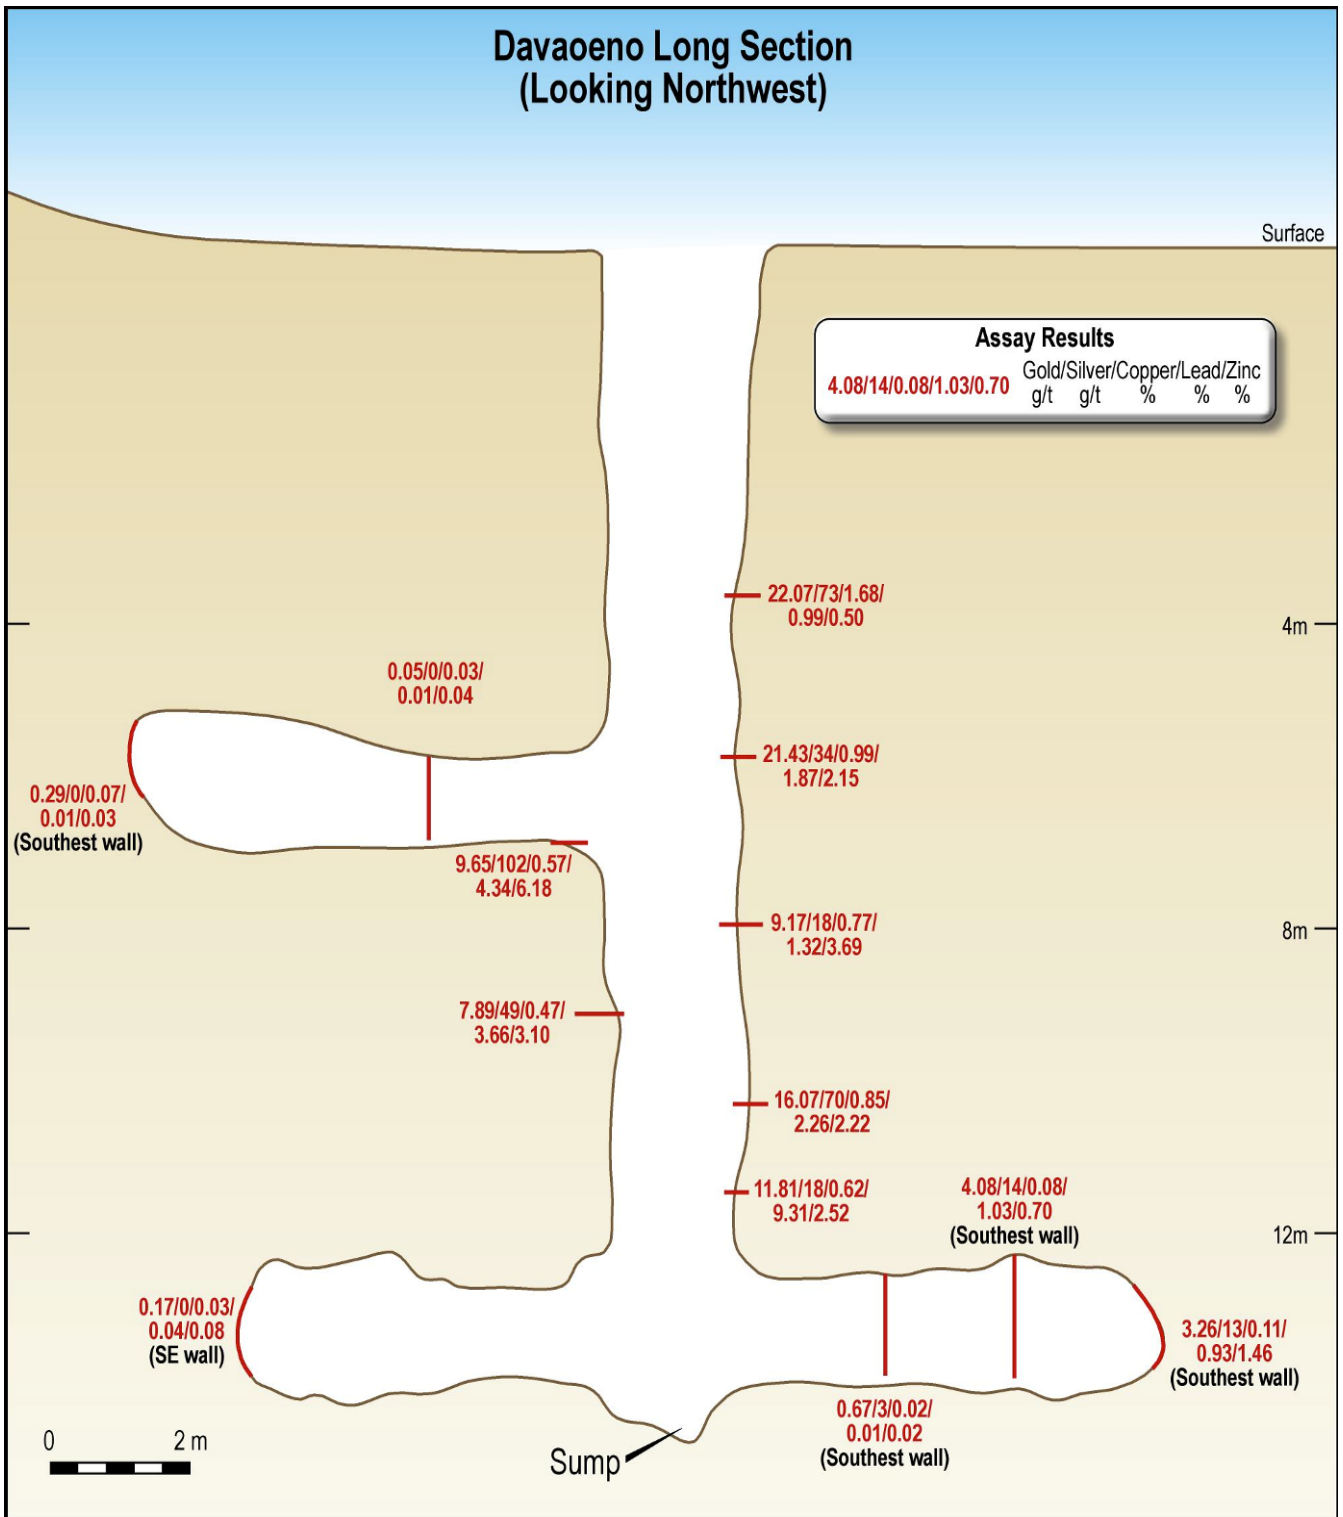 Davaoeno Long Section
(Looking Northwest)
Surface
Assay Results
4.08/14/0.08/1.03/0.70
Gold/Silver/Copper/Lead/Zinc
g/t g/t % % %
22.07/73/1.68/
0.99/0.50
4m
0.05/0/0.03/
0.01/0.04
21.43/34/0.99/
1.87/2.15
0.29/0/0.07/
0.01/0.03
(Southest wall)
9.65/102/0.57/
4.34/6.18
9.17/18/0.77/
1.32/3.69
8m
7.89/49/0.47/
3.66/3.10
16.07/70/0.85/
2.26/2.22
11.81/18/0.62/
9.31/2.52
4.08/14/0.08/
1.03/0.70
(Southest wall)
12m
0.17/0/0.03/
0.04/0.08
(SE wall)
3.26/13/0.11/
0.93/1.46
(Southest wall)
0.67/3/0.02/
0.01/0.02
(Southest wall)
0 2 m
Sump